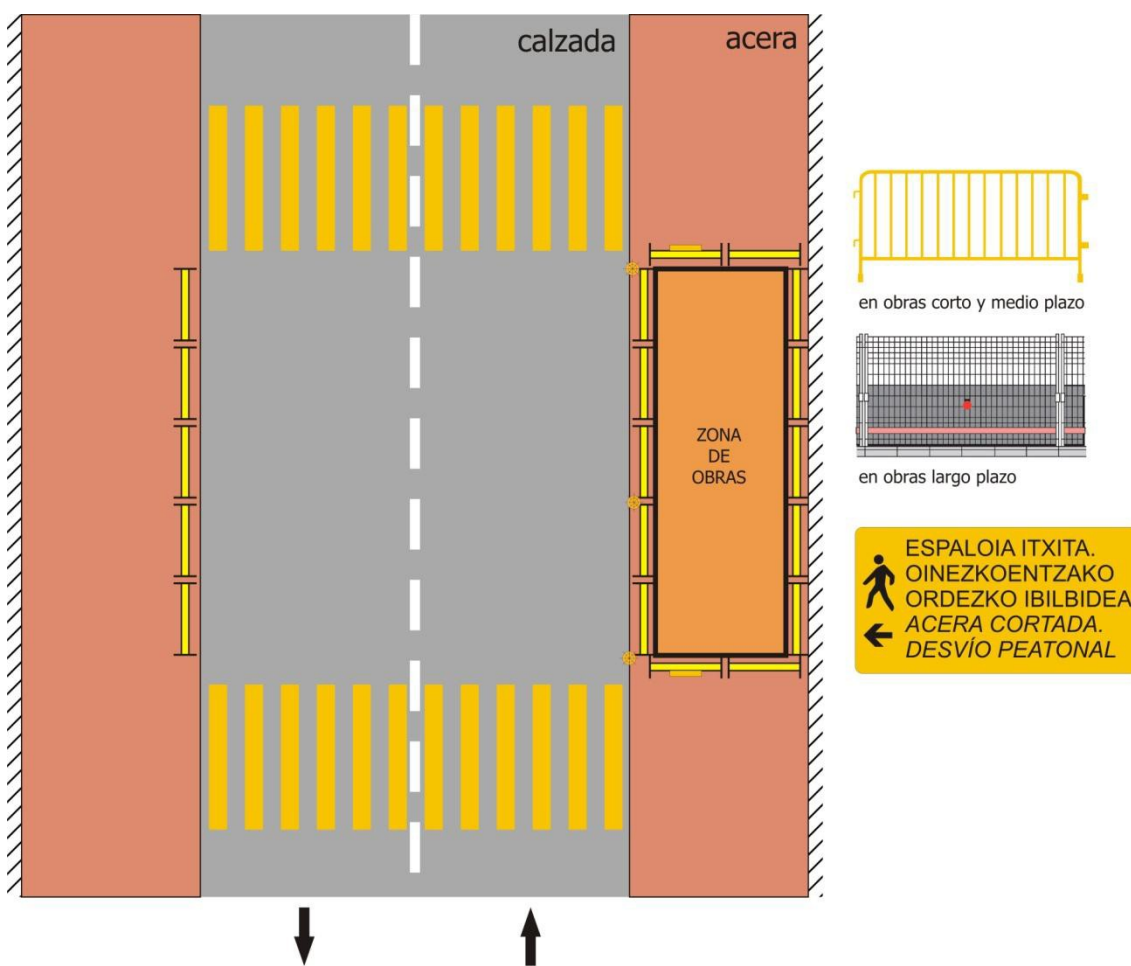 calzada
acera
ZONA
DE
OBRAS
en obras corto y medio plazo
en obras largo plazo
ESPALOIA ITXITA.
OINEZKOENTZAKO
ORDEZKO IBILBIDEA
ACERA CORTADA.
DESVÍO PEATONAL